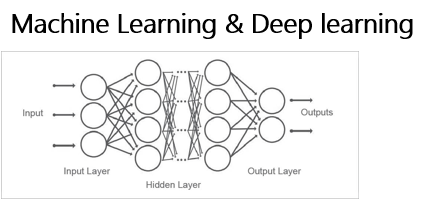 Machine Learning & Deep learning
Input
Outputs
Input Layer
Output Layer
Hidden Layer